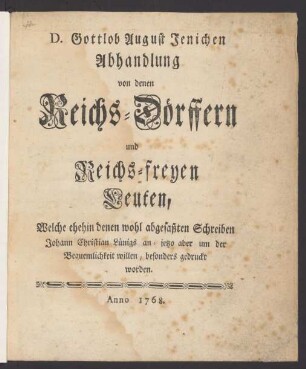 D. Gottlob August Jenichen
Abhandlung
von denen
Reichs-Dörffern
und
Reichs-freyen
Leuten,
Welche ehehin denen wohl abgefaßten Schreiben
Johann Christian Lünigs an- jetzo aber um der
Bequemlichkeit willen, besonders gedruckt
worden.
Anno 1768.